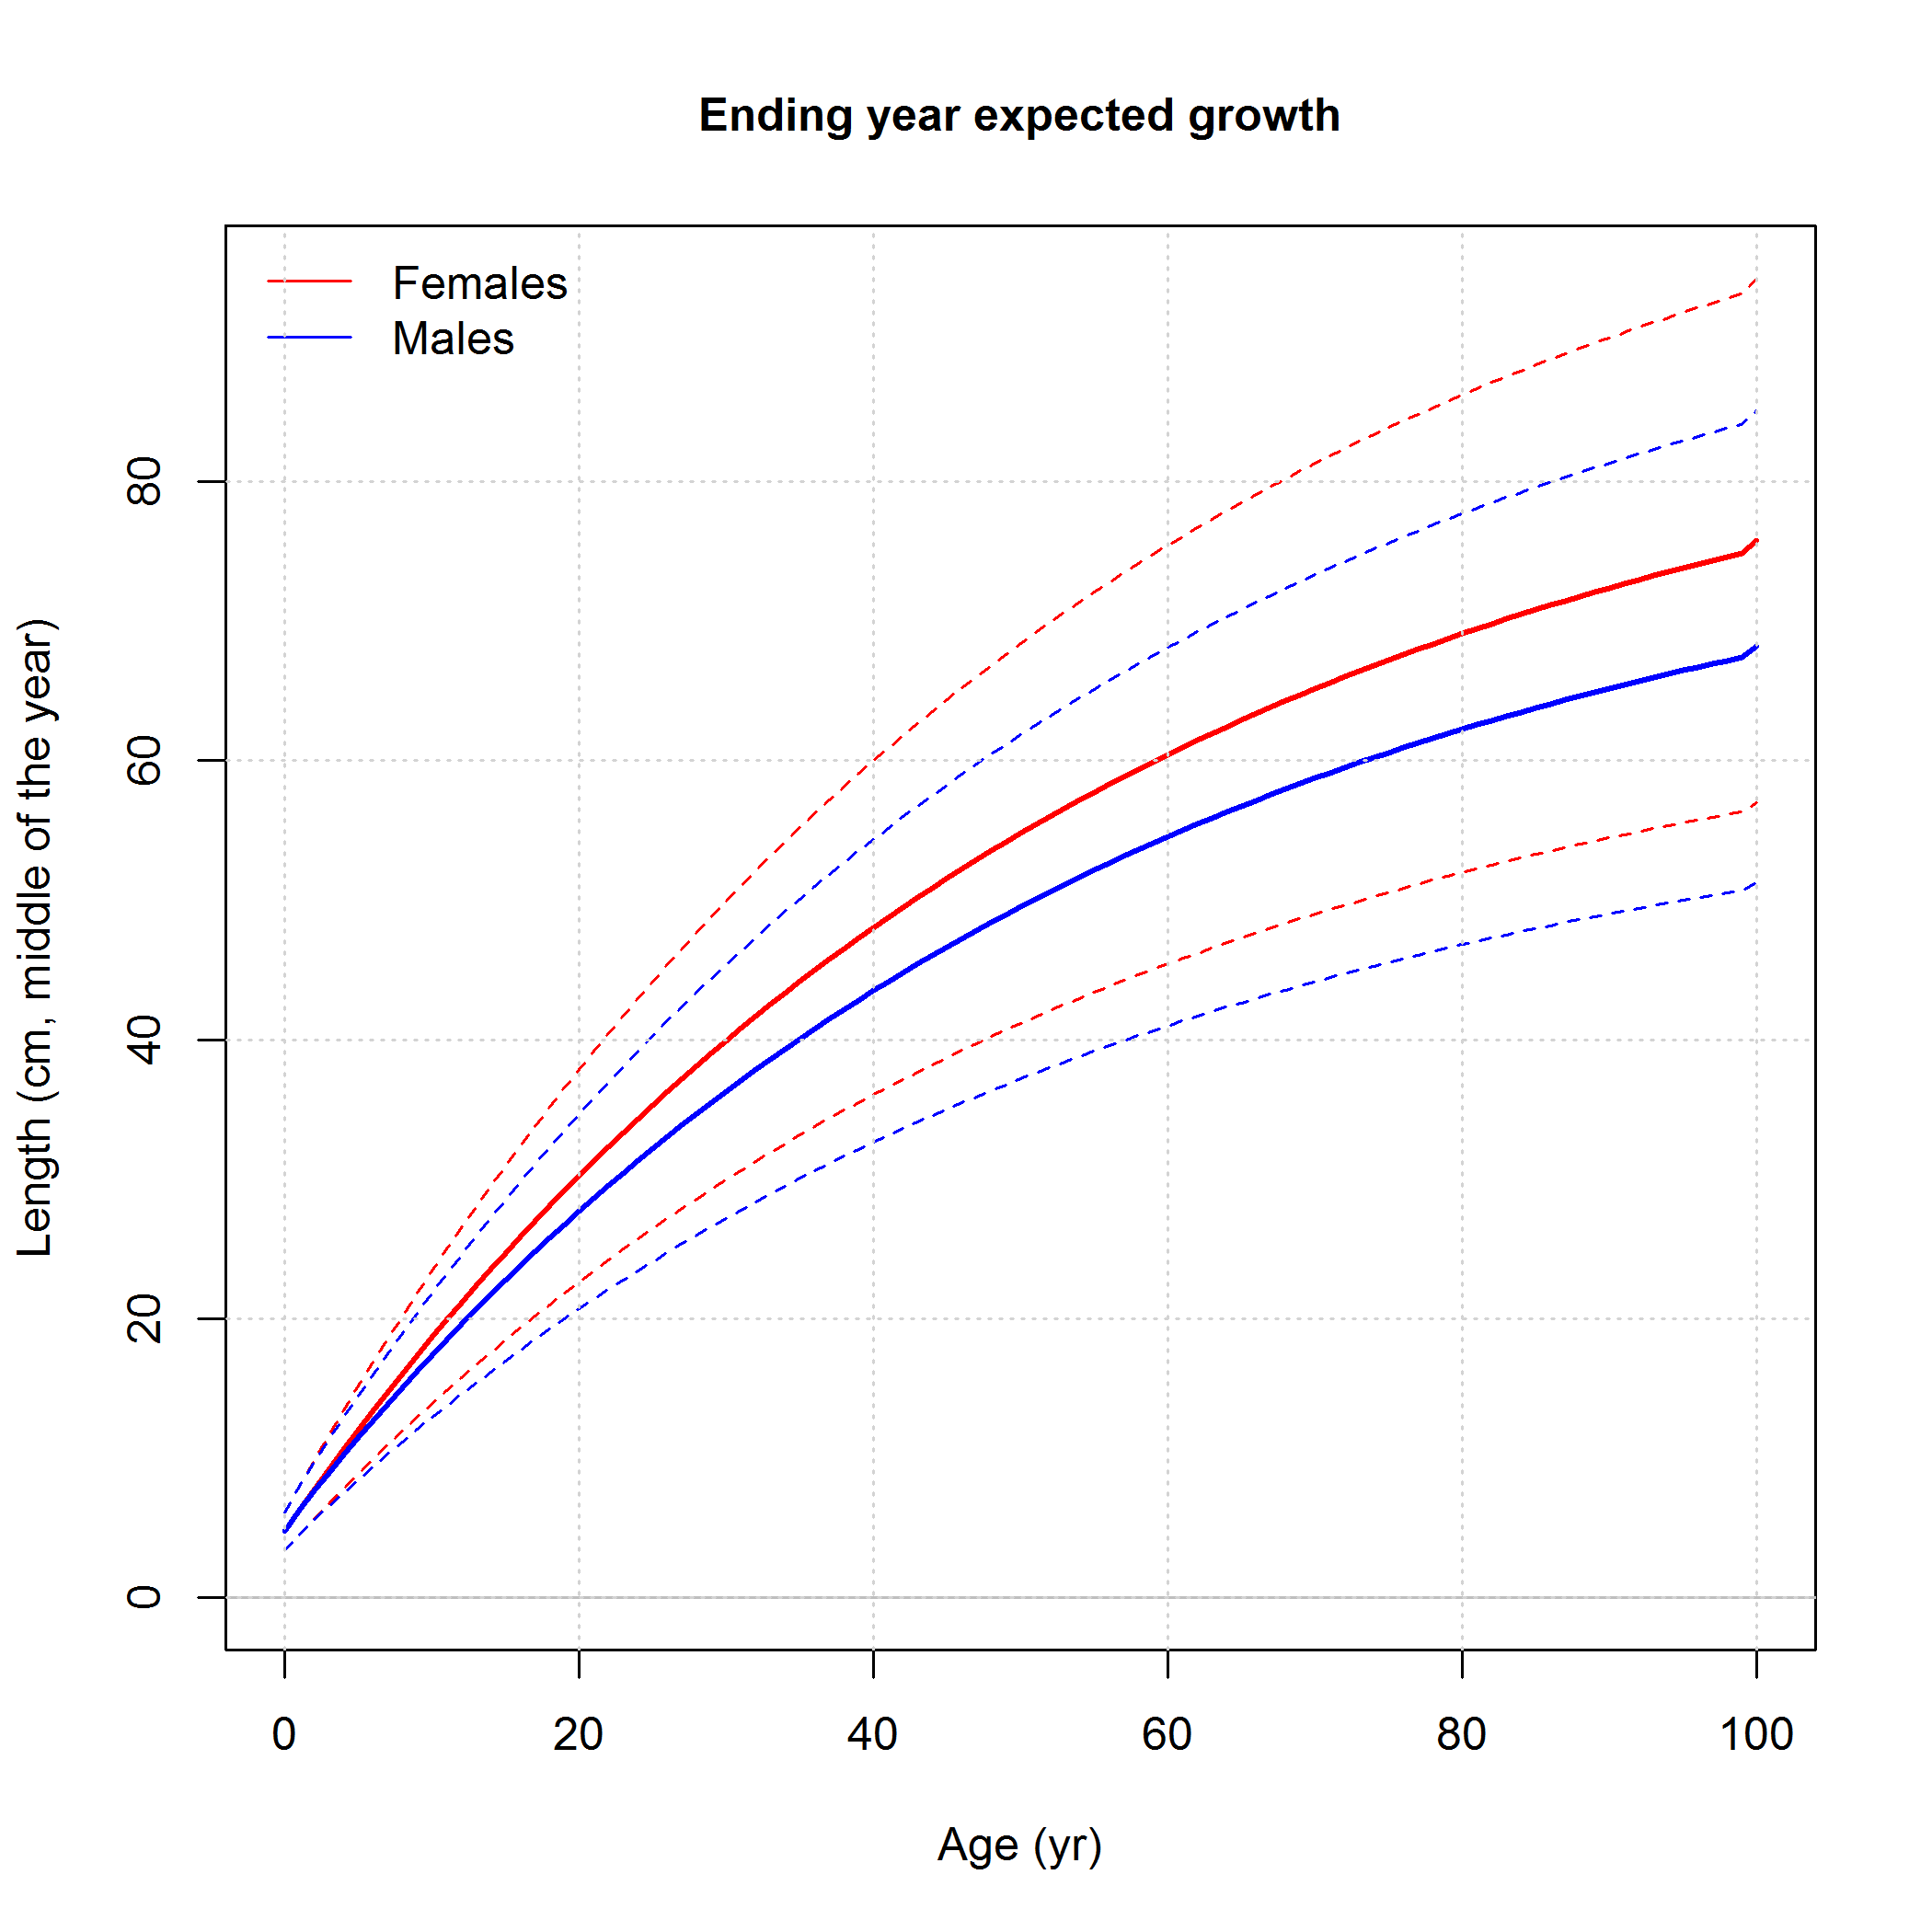 Ending year expected growth
Females
Males
Length (cm, middle of the year)
80
60
40
20
0
0 20 40 60 80 100
Age (yr)